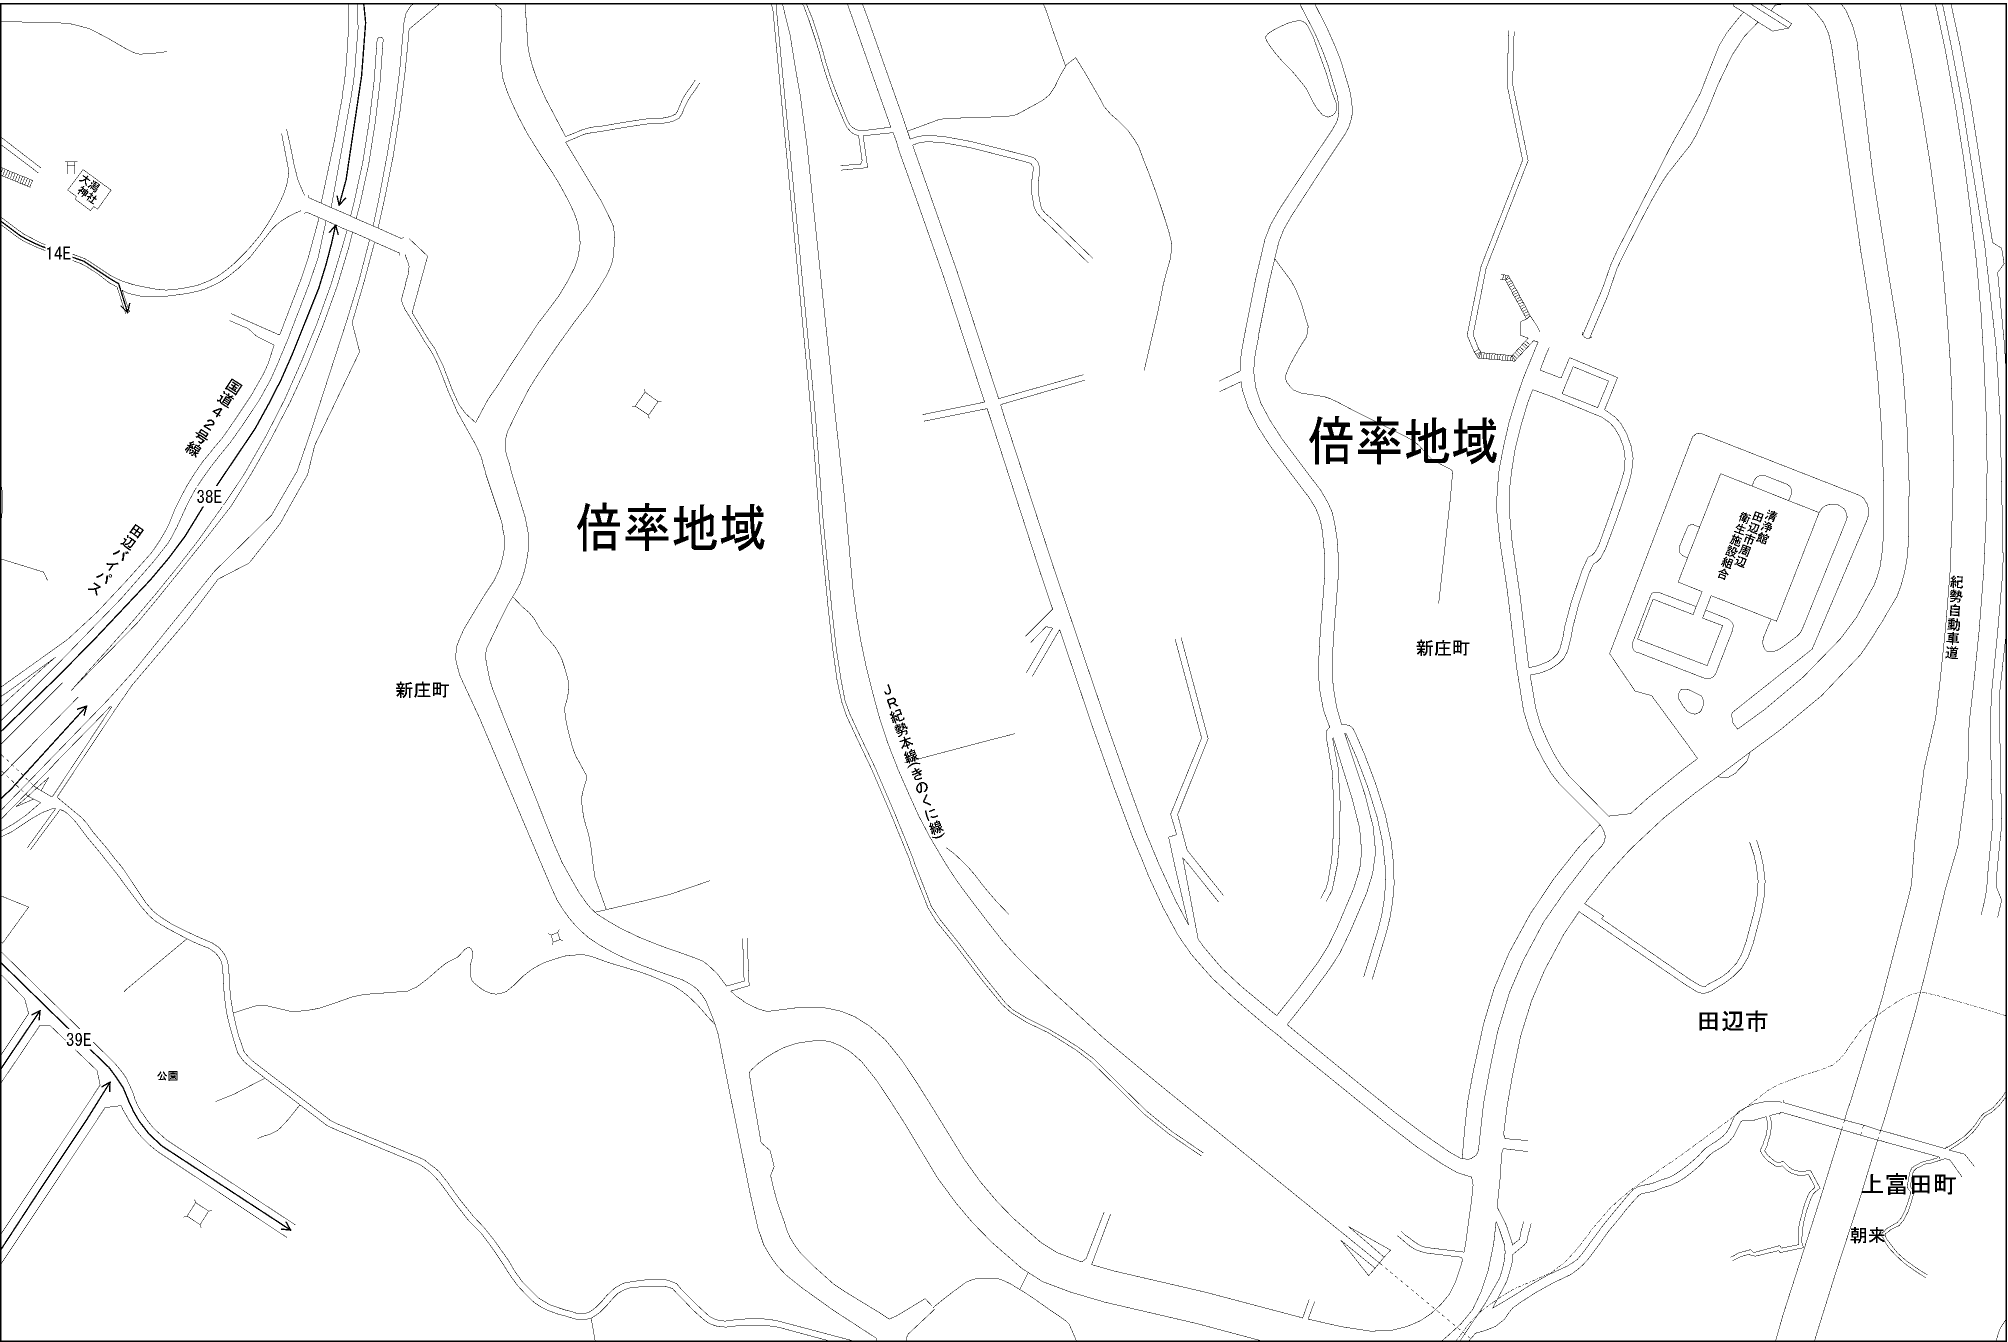 大潟
神社
14E
国道42号線
38E
田辺バイパス
倍率地域
倍率地域
清浄館
田辺市周辺
衛生施設組合
紀勢自動車道
新庄町
新庄町
JR紀勢本線(きのくに線)
田辺市
39E
公園
上富田町
朝来